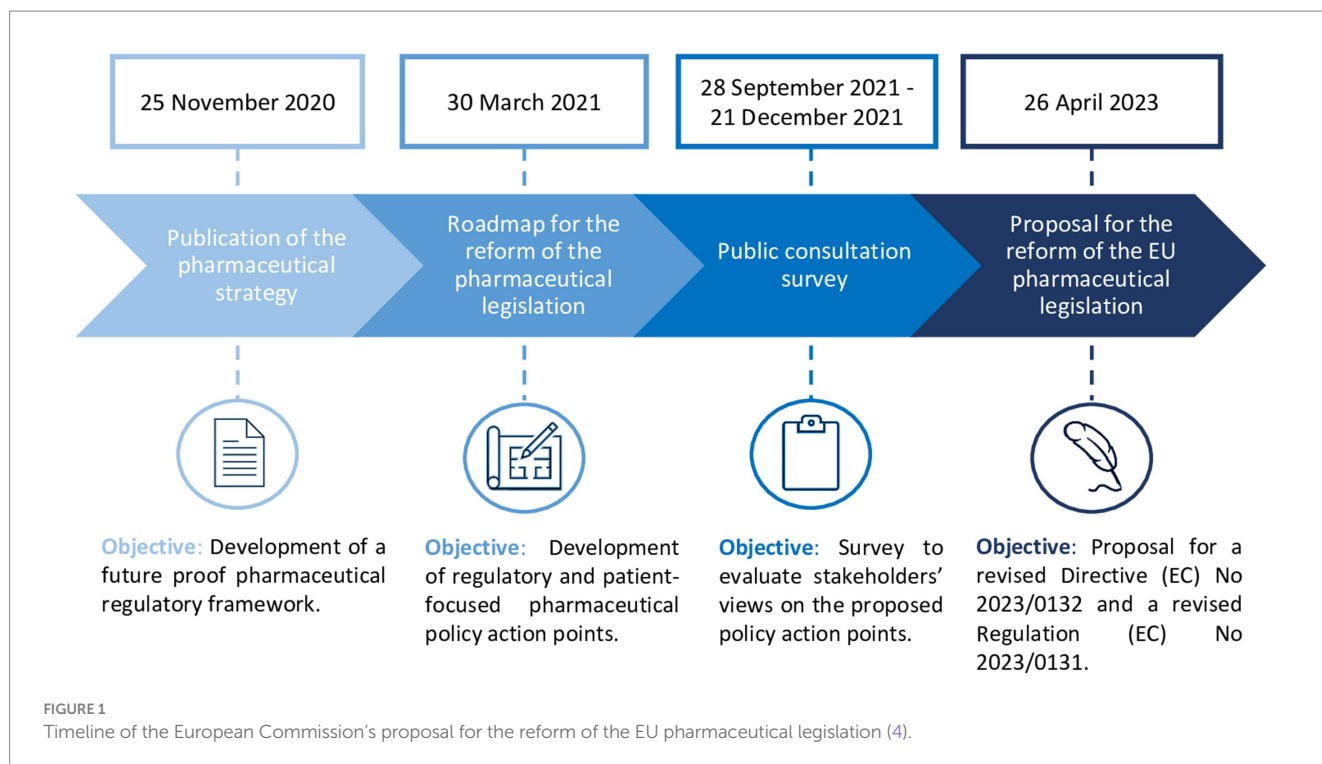 25 November 2020
30 March 2021
28 September 2021 -
21 December 2021
26 April 2023
Publication of the
pharmaceutical
strategy
Roadmap for the
reform of the
pharmaceutical
legislation
Public consultation
survey
Proposal for the
reform of the EU
pharmaceutical
legislation
Objective: Development of a
future proof pharmaceutical
regulatory framework.
Objective: Development
of regulatory and patient-
focused pharmaceutical
policy action points.
Objective: Survey to
evaluate stakeholders’
views on the proposed
policy action points.
Objective: Proposal for a
revised Directive (EC) No
2023/0132 and a revised
Regulation (EC) No
2023/0131.
FIGURE 1
Timeline of the European Commission’s proposal for the reform of the EU pharmaceutical legislation (4).